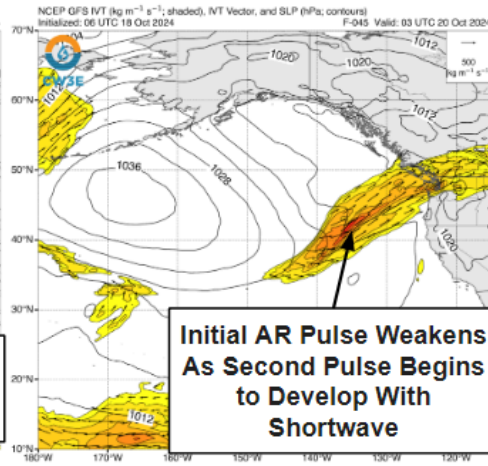 NCEP GFS IVT (kg m⁻¹ s⁻¹; shaded), IVT Vector, and SLP (hPa; contours)
Initialized: 06 UTC 18 Oct 2024 F-045 Valid: 03 UTC 20 Oct 2024
70°N
60°N
50°N
40°N
30°N
20°N
10°N
CW3E
1012
1020
1020
1012
500
kg m⁻¹ s⁻¹
1012
1036
1028
1020
1012
Initial AR Pulse Weakens
As Second Pulse Begins
to Develop With
Shortwave
180°W 170°W 160°W 150°W 140°W 130°W 120°W